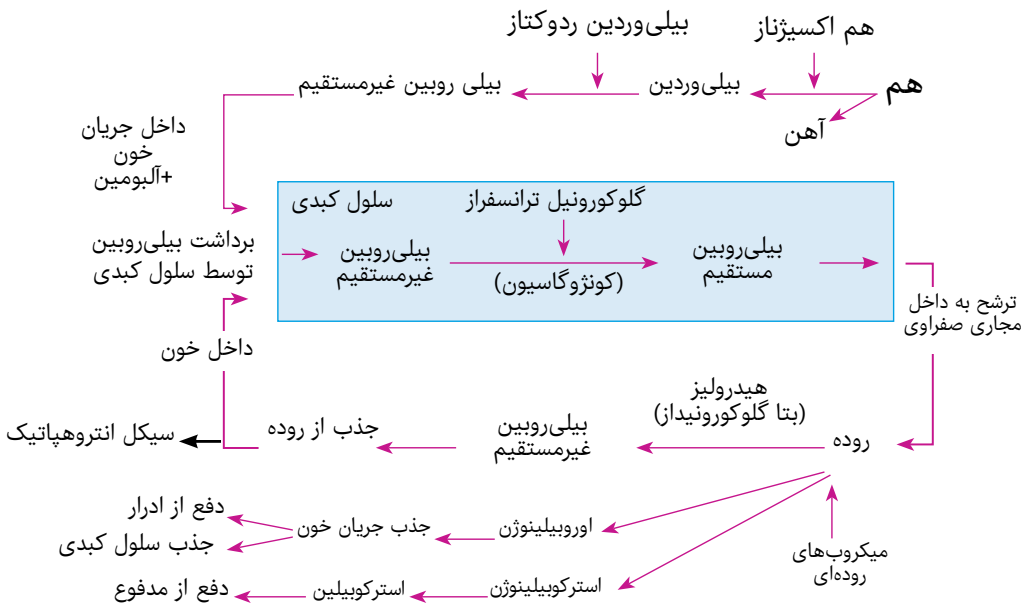 هم اکسیژناز
بیلی‌وردین ردوکتاز
هم
بیلی‌وردین
بیلی روبین غیرمستقیم
آهن
داخل جریان
خون
+آلبومین
سلول کبدی
گلوکورونیل ترانسفراز
برداشت بیلی‌روبین
توسط سلول کبدی
بیلی‌روبین
غیرمستقیم
(کونژوگاسیون)
بیلی‌روبین
مستقیم
ترشح به داخل
مجاری صفراوی
داخل خون
هیدرولیز
(بتا گلوکورونیداز)
روده
بیلی‌روبین
غیرمستقیم
جذب از روده
سیکل انتروهپاتیک
میکروب‌های
روده‌ای
اوروبیلینوژن
جذب جریان خون
دفع از ادرار
جذب سلول کبدی
استرکوبیلینوژن
استرکوبیلین
دفع از مدفوع